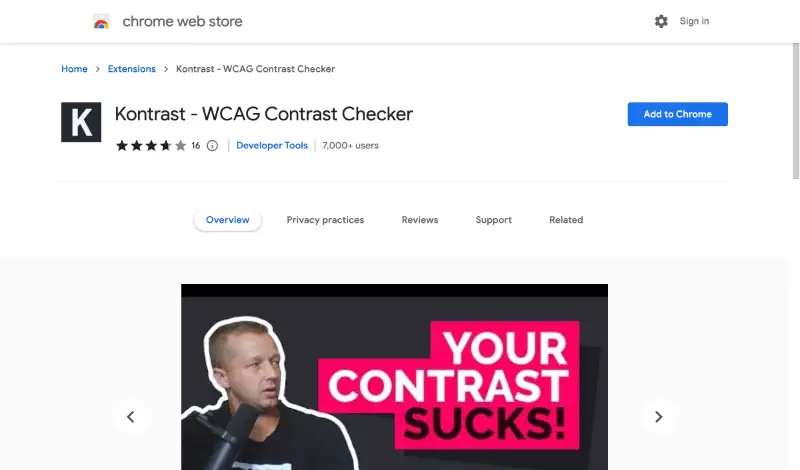 chrome web store
Sign in
Home > Extensions > Kontrast - WCAG Contrast Checker
K
Kontrast - WCAG Contrast Checker
Add to Chrome
16 Developer Tools 7,000+ users
Overview Privacy practices Reviews Support Related
YOUR
CONTRAST
SUCKS!